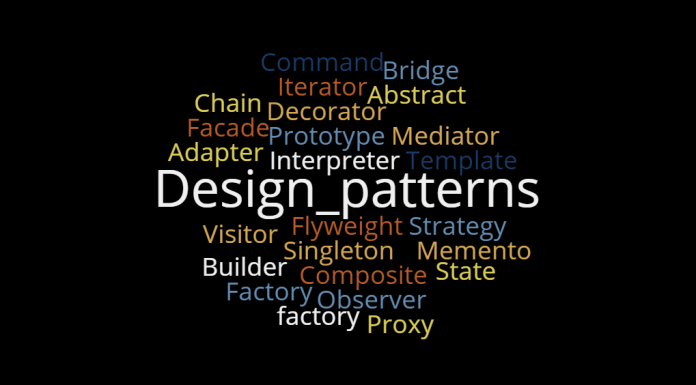 Command Bridge
Iterator Abstract
Chain Decorator
Facade Prototype Mediator
Adapter Interpreter Template
Design_patterns
Visitor Flyweight Strategy
Singleton Memento
Builder Composite State
Factory Observer
factory Proxy